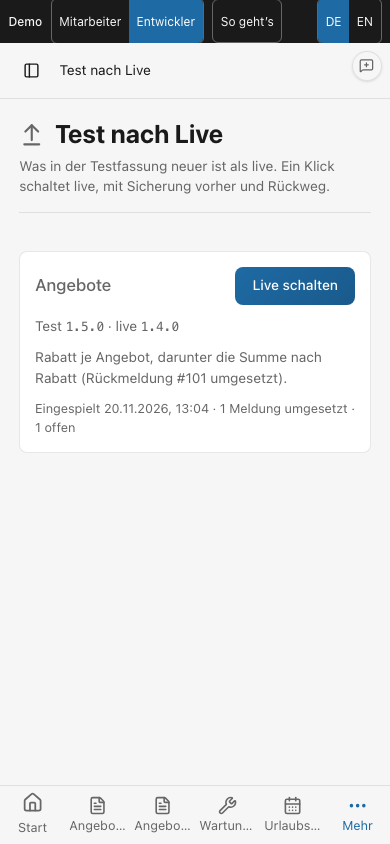 Demo Mitarbeiter Entwickler So geht's DE EN
Test nach Live
Test nach Live
Was in der Testfassung neuer ist als live. Ein Klick
schaltet live, mit Sicherung vorher und Rückweg.
Angebote Live schalten
Test 1.5.0 · live 1.4.0
Rabatt je Angebot, darunter die Summe nach
Rabatt (Rückmeldung #101 umgesetzt).
Eingespielt 20.11.2026, 13:04 · 1 Meldung umgesetzt ·
1 offen
Start Angebo... Angebo... Wartun... Urlaubs... Mehr